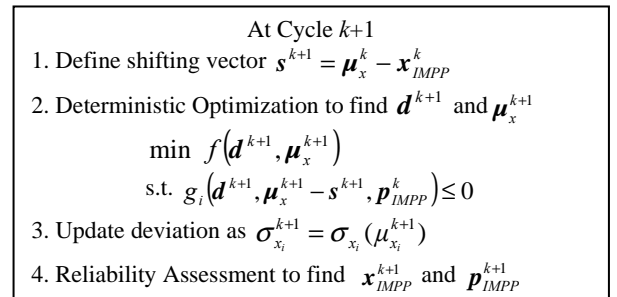 At Cycle k+1
1. Define shifting vector s^{k+1} = μ_x^k − x_{IMPP}^k
2. Deterministic Optimization to find d^{k+1} and μ_x^{k+1}
min f(d^{k+1}, μ_x^{k+1})
s.t. g_i(d^{k+1}, μ_x^{k+1} − s^{k+1}, p_{IMPP}^k) ≤ 0
3. Update deviation as σ_{x_i}^{k+1} = σ_{x_i}(μ_{x_i}^{k+1})
4. Reliability Assessment to find x_{IMPP}^{k+1} and p_{IMPP}^{k+1}